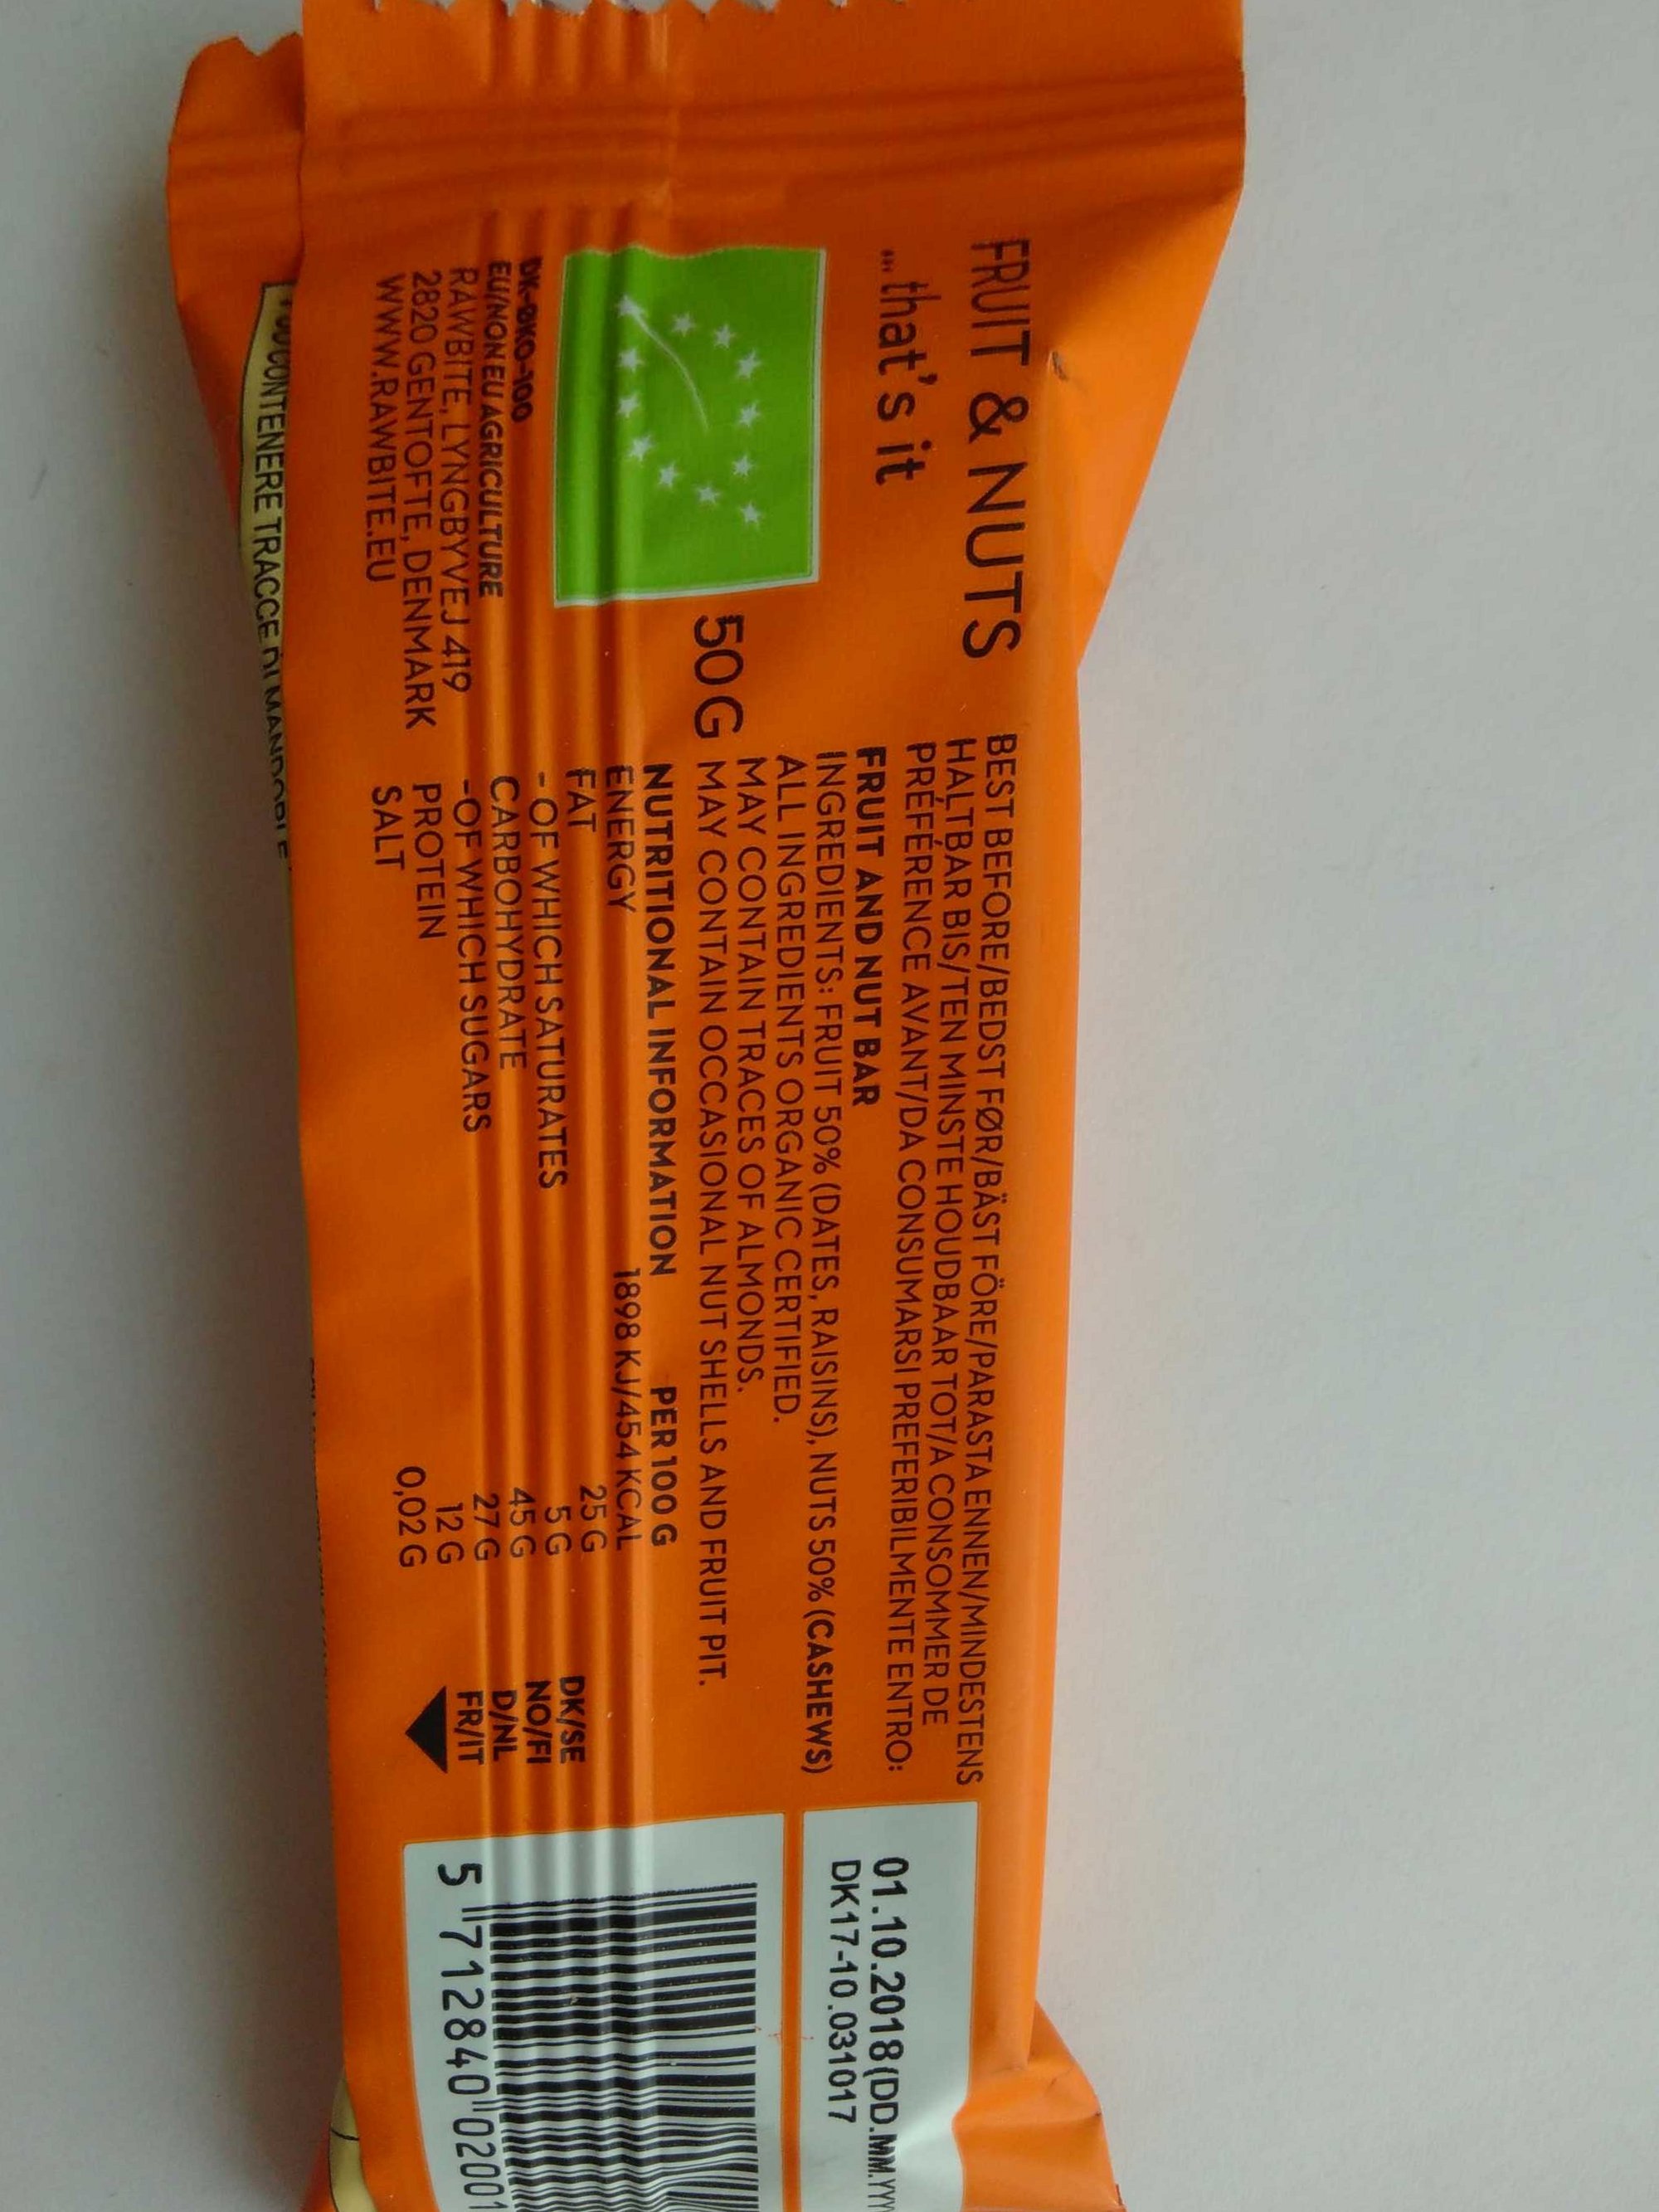 FRUIT & NUTS
... that's it
DK-ØKO-100
EU/NON EU AGRICULTURE
RAWBITE, LYNGBYVEJ 419
2820 GENTOFTE, DENMARK
WWW.RAWBITE.EU
50G
BEST BEFORE/BEDST FØR/BÄST FÖRE/PARASTA ENNEN/MINDESTENS
HALTBAR BIS/TEN MINSTE HOUDBAAR TOT/A CONSOMMER DE
PRÉFÉRENCE AVANT/DA CONSUMARSI PREFERIBILMENTE ENTRO:
FRUIT AND NUT BAR
INGREDIENTS: FRUIT 50% (DATES, RAISINS), NUTS 50% (CASHEWS)
ALL INGREDIENTS ORGANIC CERTIFIED.
MAY CONTAIN TRACES OF ALMONDS.
MAY CONTAIN OCCASIONAL NUT SHELLS AND FRUIT PIT.
NUTRITIONAL INFORMATION PER 100 G
ENERGY 1898 KJ/454 KCAL
FAT 25 G
- OF WHICH SATURATES 5 G
CARBOHYDRATE 45 G
-OF WHICH SUGARS 27 G
PROTEIN 12 G
SALT 0,02 G
DK/SE
NO/FI
D/NL
FR/IT
01.10.2018(DD.MM.YYY
DK17-10.031017
5 712840 02001
CONTENERE TRACCE DI MANDORLE